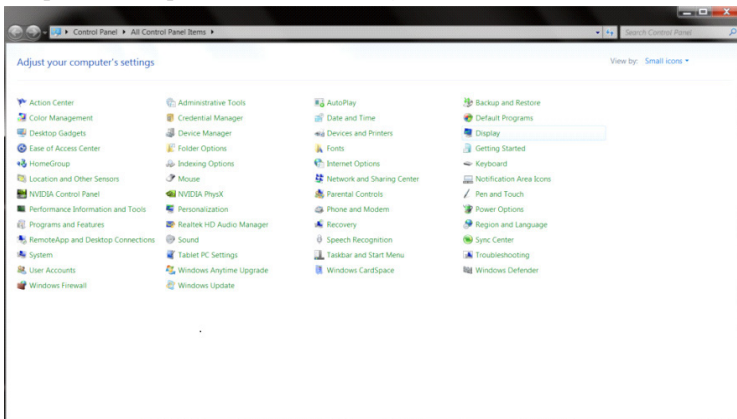 Control Panel ▸ All Control Panel Items ▸ Search Control Panel
Adjust your computer's settings View by: Small icons
Action Center Administrative Tools AutoPlay Backup and Restore
Color Management Credential Manager Date and Time Default Programs
Desktop Gadgets Device Manager Devices and Printers Display
Ease of Access Center Folder Options Fonts Getting Started
HomeGroup Indexing Options Internet Options Keyboard
Location and Other Sensors Mouse Network and Sharing Center Notification Area Icons
NVIDIA Control Panel NVIDIA PhysX Parental Controls Pen and Touch
Performance Information and Tools Personalization Phone and Modem Power Options
Programs and Features Realtek HD Audio Manager Recovery Region and Language
RemoteApp and Desktop Connections Sound Speech Recognition Sync Center
System Tablet PC Settings Taskbar and Start Menu Troubleshooting
User Accounts Windows Anytime Upgrade Windows CardSpace Windows Defender
Windows Firewall Windows Update